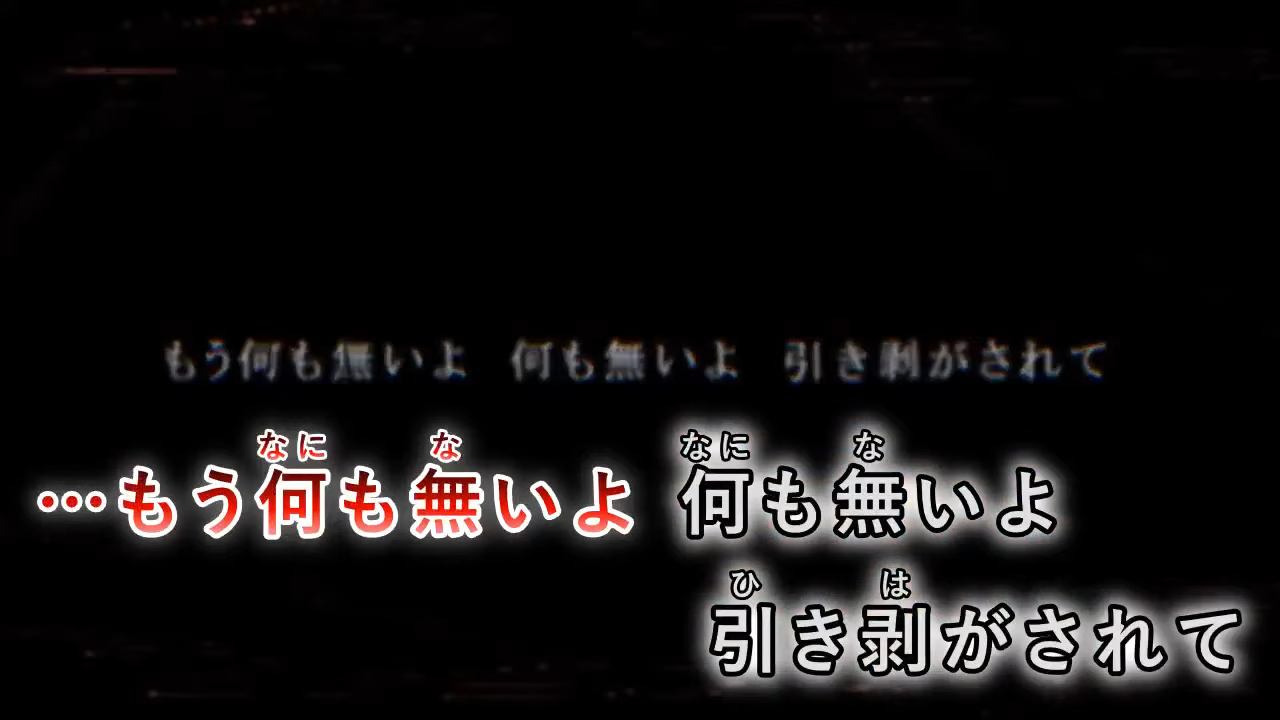 もう何も無いよ 何も無いよ 引き剥がされて
なに な なに な
…もう何も無いよ 何も無いよ
ひ は
引き剥がされて